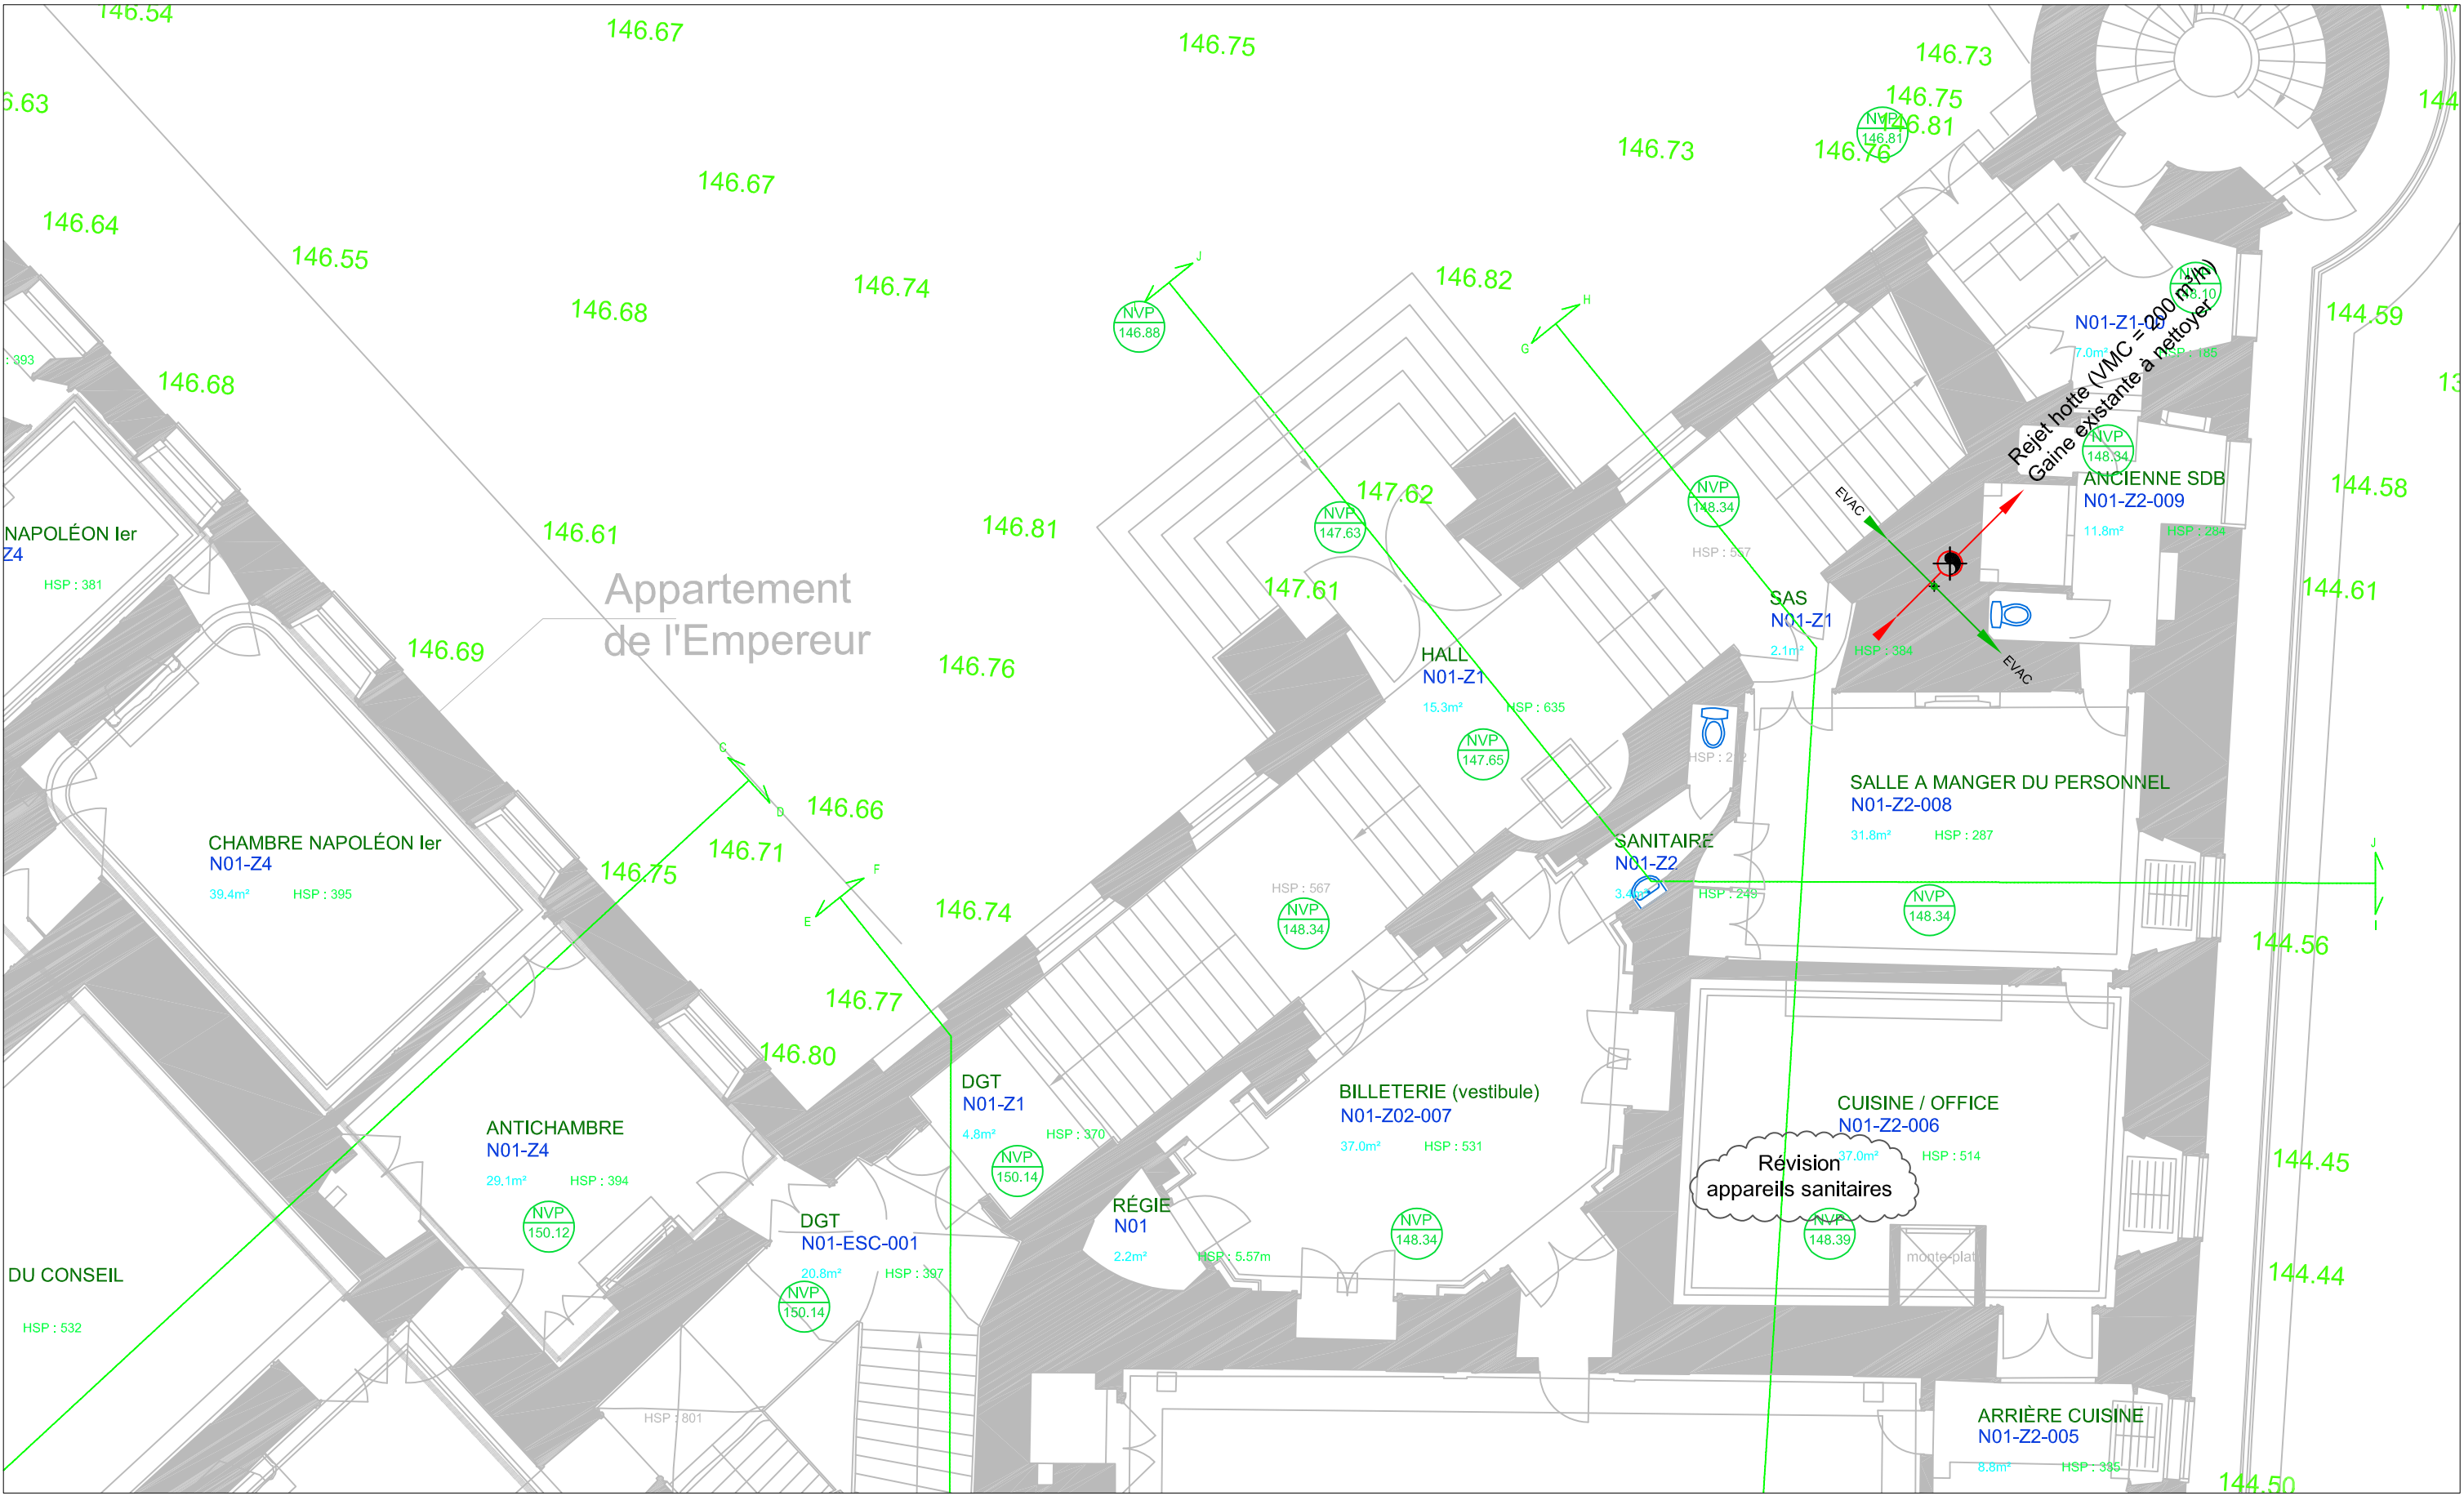 146.54
146.67
146.75
146.73
146.75
146.81
146.76
NVP
146.81
146.73
146.67
146.64
146.55
146.74
146.68
146.82
144.59
J
NVP
146.88
H
G
NVP
Rejet hotte (VMC = 200 m³/h)
Gaine existante à nettoyer
N01-Z1-00
7.0m²
HSP : 185
: 393
146.68
NVP
148.34
ANCIENNE SDB
N01-Z2-009
11.8m²
HSP : 284
144.58
147.62
NVP
147.63
NVP
148.34
HSP : 557
EVAC
EVAC
146.81
146.61
NAPOLÉON Ier
Z4
HSP : 381
Appartement
de l'Empereur
147.61
144.61
SAS
N01-Z1
2.1m²
HSP : 384
146.69
146.76
HALL
N01-Z1
15.3m²
HSP : 635
NVP
147.65
C
D
146.66
146.71
146.75
SALLE A MANGER DU PERSONNEL
N01-Z2-008
31.8m²
HSP : 287
NVP
148.34
CHAMBRE NAPOLÉON Ier
N01-Z4
39.4m²
HSP : 395
SANITAIRE
N01-Z2
HSP : 249
J
I
F
E
146.74
HSP : 567
NVP
148.34
144.56
146.77
146.80
DGT
N01-Z1
4.8m²
HSP : 370
NVP
150.14
BILLETERIE (vestibule)
N01-Z02-007
37.0m²
HSP : 531
NVP
148.34
CUISINE / OFFICE
N01-Z2-006
37.0m²
HSP : 514
Révision
appareils sanitaires
NVP
148.39
monte-plat
144.45
ANTICHAMBRE
N01-Z4
29.1m²
HSP : 394
NVP
150.12
DGT
N01-ESC-001
20.8m²
HSP : 397
NVP
150.14
RÉGIE
N01
2.2m²
HSP : 5.57m
144.44
DU CONSEIL
HSP : 532
HSP : 801
ARRIÈRE CUISINE
N01-Z2-005
8.8m²
HSP : 335
144.50